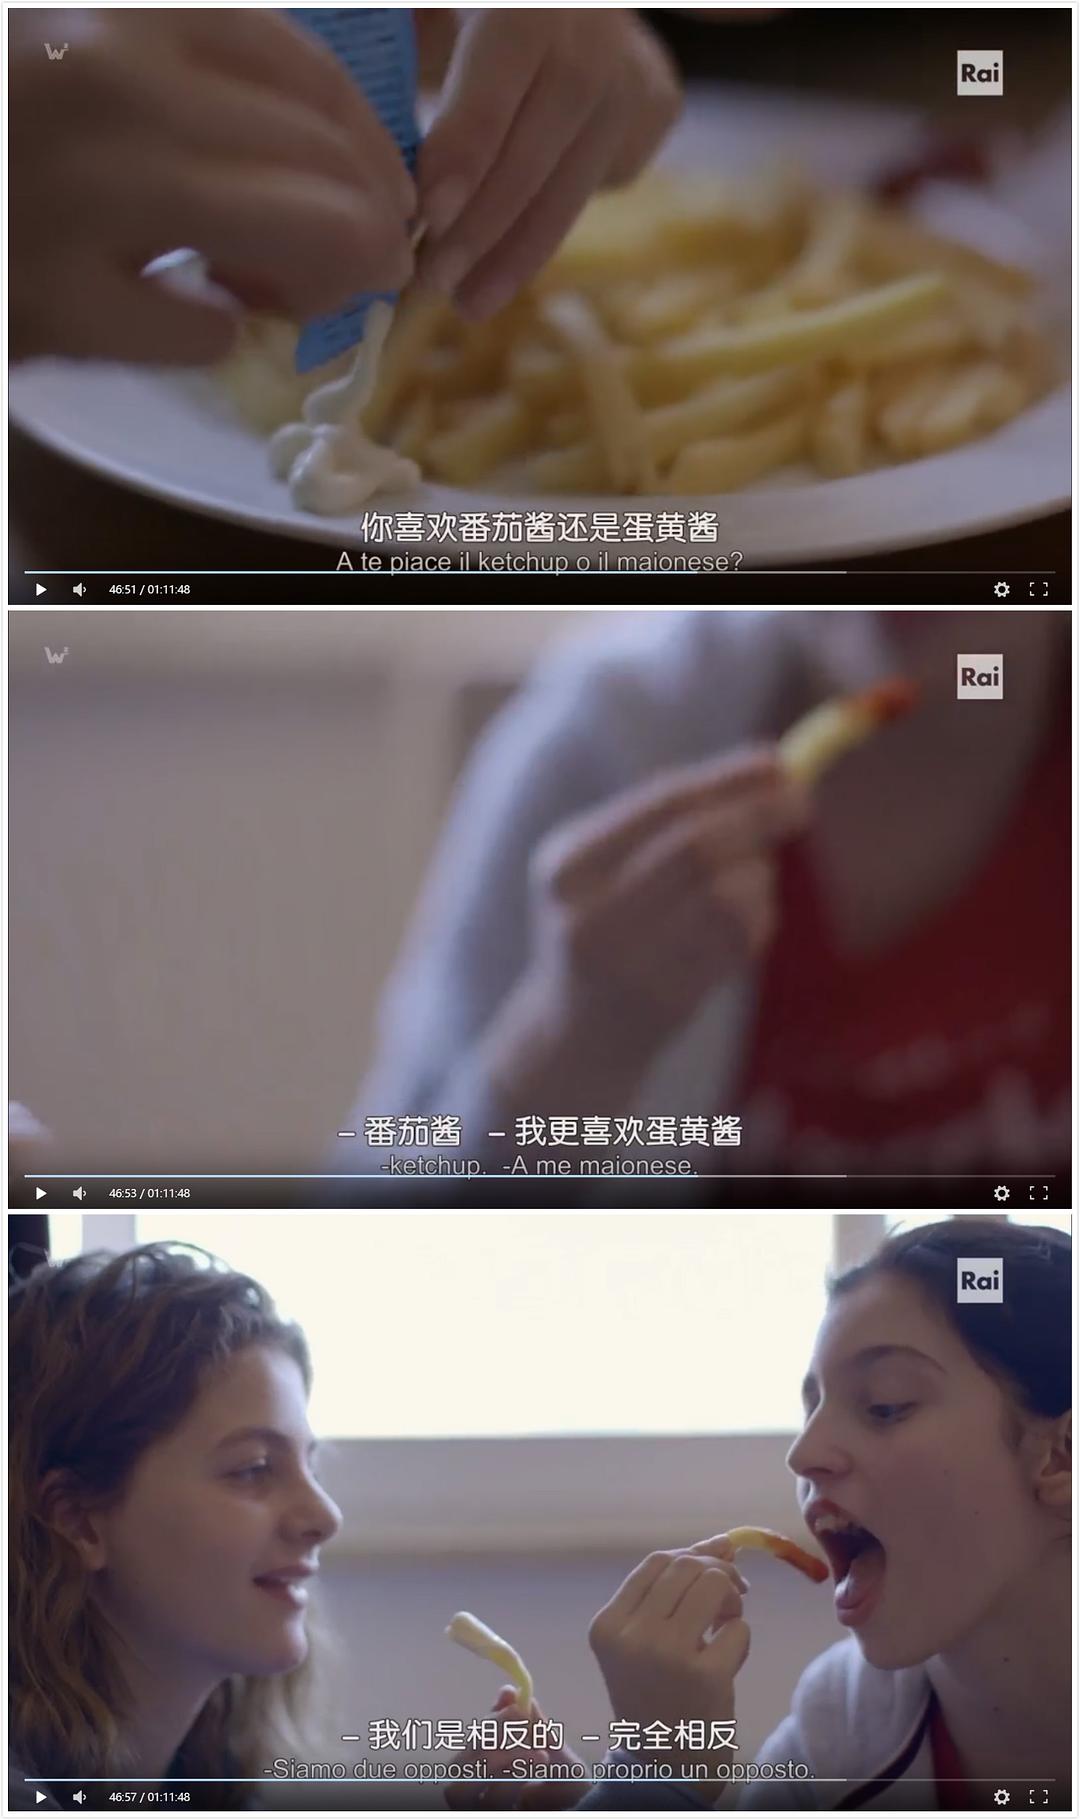 W²
Rai
你喜欢番茄酱还是蛋黄酱
A te piace il ketchup o il maionese?
46:51 / 01:11:48
W²
Rai
– 番茄酱 – 我更喜欢蛋黄酱
-ketchup. -A me maionese.
46:53 / 01:11:48
Rai
– 我们是相反的 – 完全相反
-Siamo due opposti. -Siamo proprio un opposto.
46:57 / 01:11:48